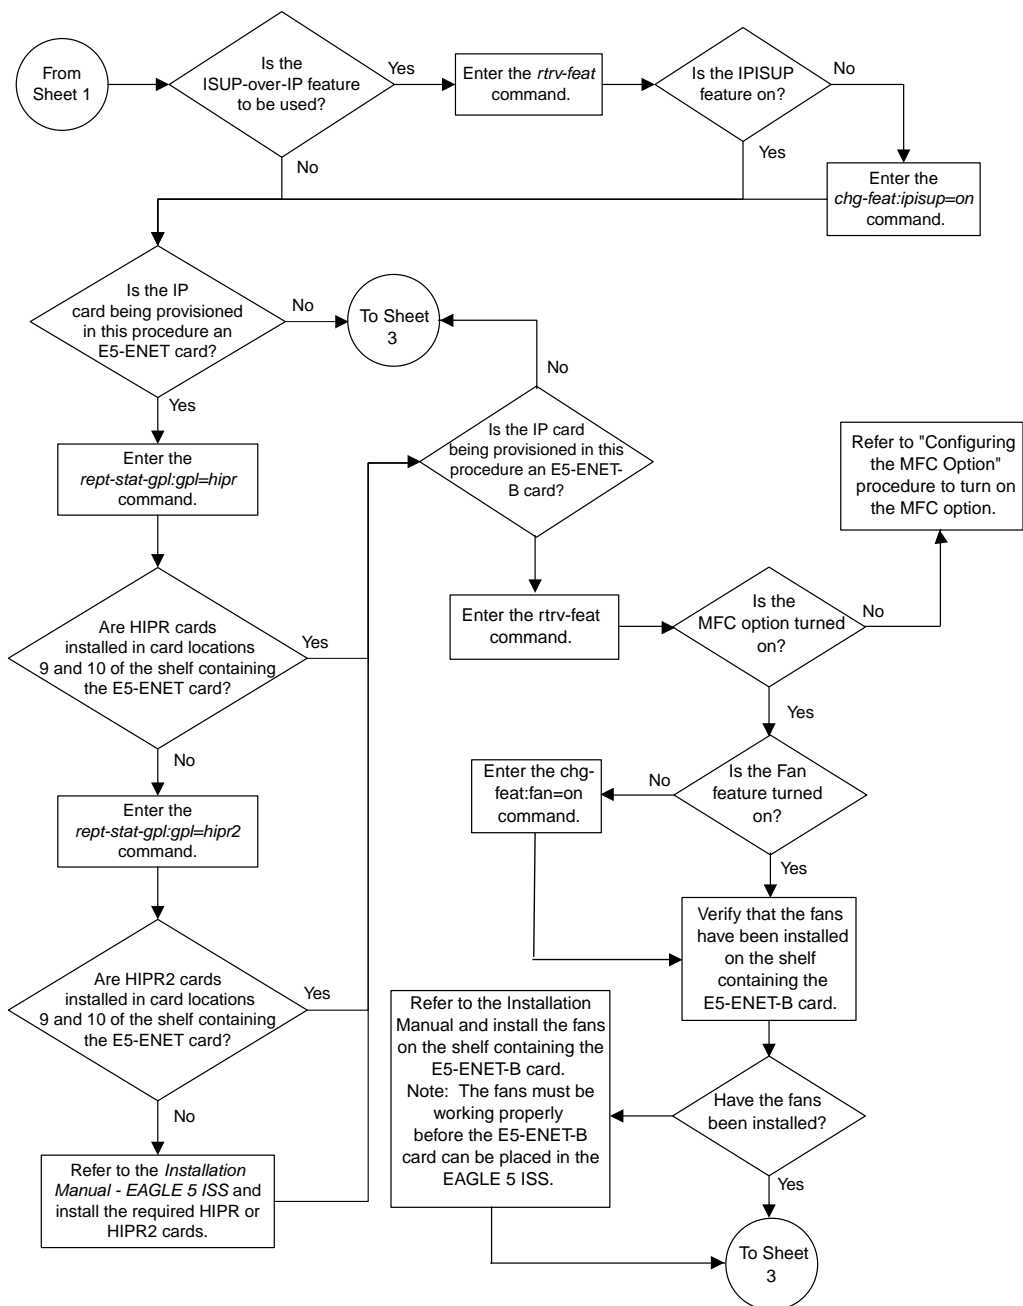 From
Sheet 1
Is the
ISUP-over-IP feature
to be used?
Yes
Enter the rtrv-feat
command.
Is the IPISUP
feature on?
No
No
Yes
Enter the
chg-feat:ipisup=on
command.
Is the IP
card being provisioned
in this procedure an
E5-ENET card?
No
To Sheet
3
Yes
No
Enter the
rept-stat-gpl:gpl=hipr
command.
Is the IP card
being provisioned in this
procedure an E5-ENET-
B card?
Refer to "Configuring
the MFC Option"
procedure to turn on
the MFC option.
Are HIPR cards
installed in card locations
9 and 10 of the shelf containing
the E5-ENET card?
Yes
Enter the rtrv-feat
command.
Is the
MFC option turned
on?
No
Yes
No
Enter the
rept-stat-gpl:gpl=hipr2
command.
Enter the chg-
feat:fan=on
command.
No
Is the Fan
feature turned
on?
Yes
Are HIPR2 cards
installed in card locations
9 and 10 of the shelf containing
the E5-ENET card?
Yes
Verify that the fans
have been installed
on the shelf
containing the
E5-ENET-B card.
Refer to the Installation
Manual and install the fans
on the shelf containing the
E5-ENET-B card.
Note:  The fans must be
working properly
before the E5-ENET-B
card can be placed in the
EAGLE 5 ISS.
Have the fans
been installed?
No
Refer to the Installation
Manual - EAGLE 5 ISS and
install the required HIPR or
HIPR2 cards.
Yes
To Sheet
3